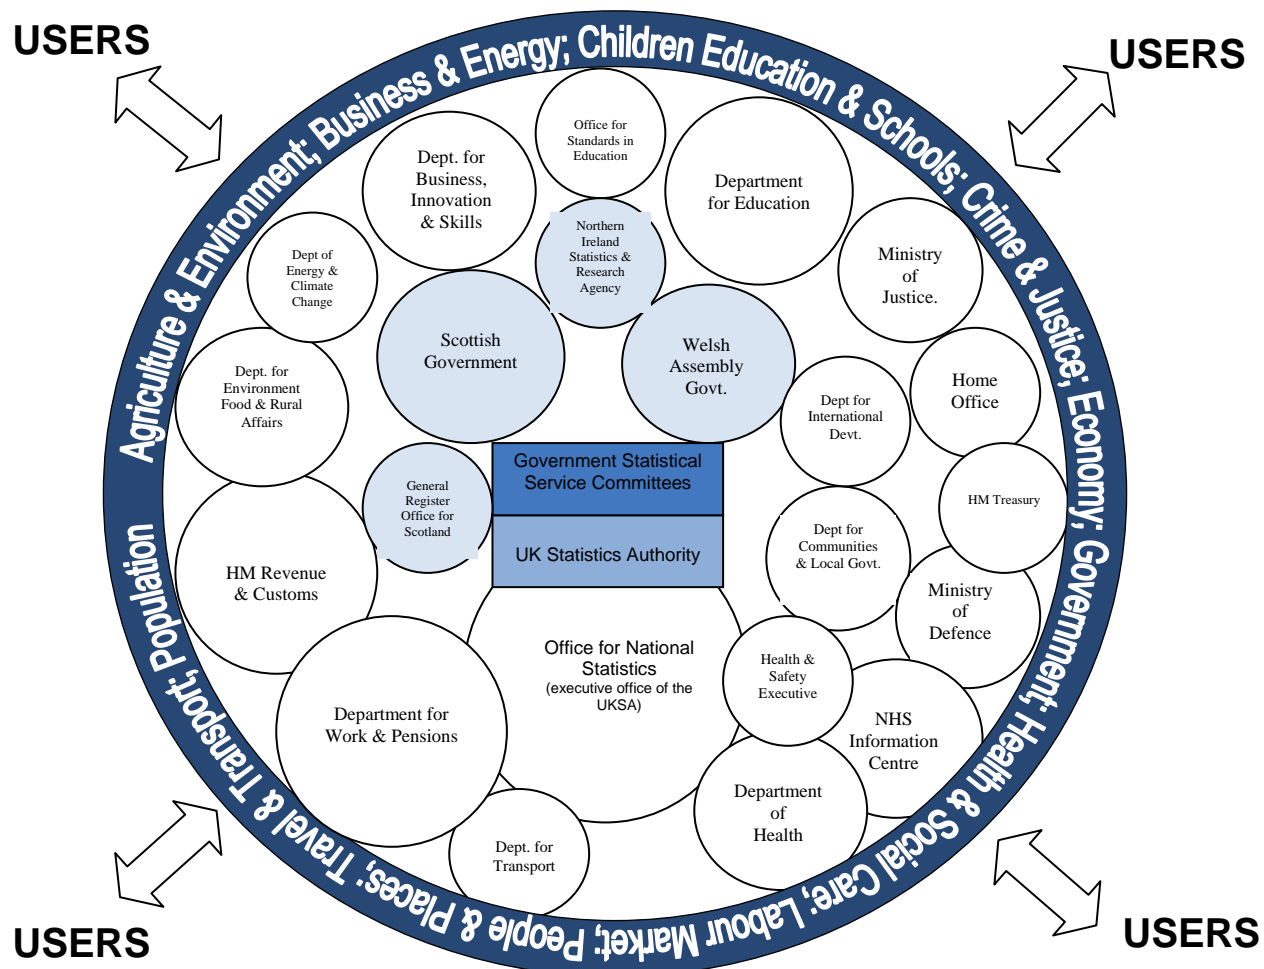 USERS
USERS
Agriculture & Environment; Business & Energy; Children Education & Schools; Crime & Justice; Economy; Government; Health & Social Care; Labour Market; People & Places; Travel & Transport; Population
Office for
Standards in
Education
Dept. for
Business,
Innovation
& Skills
Department
for Education
Northern
Ireland
Statistics &
Research
Agency
Ministry
of
Justice.
Dept of
Energy &
Climate
Change
Scottish
Government
Welsh
Assembly
Govt.
Dept. for
Environment
Food & Rural
Affairs
Dept for
International
Devt.
Home
Office
Government Statistical
Service Committees
General
Register
Office for
Scotland
HM Treasury
UK Statistics Authority
Dept for
Communities
& Local Govt.
HM Revenue
& Customs
Ministry
of
Defence
Office for National
Statistics
(executive office of the
UKSA)
Health &
Safety
Executive
Department for
Work & Pensions
NHS
Information
Centre
Department
of
Health
Dept. for
Transport
USERS
USERS